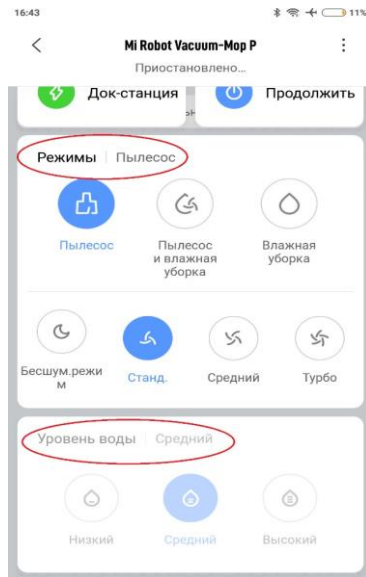 16:43 11%
Mi Robot Vacuum-Mop P
Приостановлено...
Док-станция Продолжить
Режимы Пылесос
Пылесос Пылесос Влажная
и влажная уборка
уборка
Бесшум.режи Станд. Средний Турбо
м
Уровень воды Средний
Низкий Средний Высокий